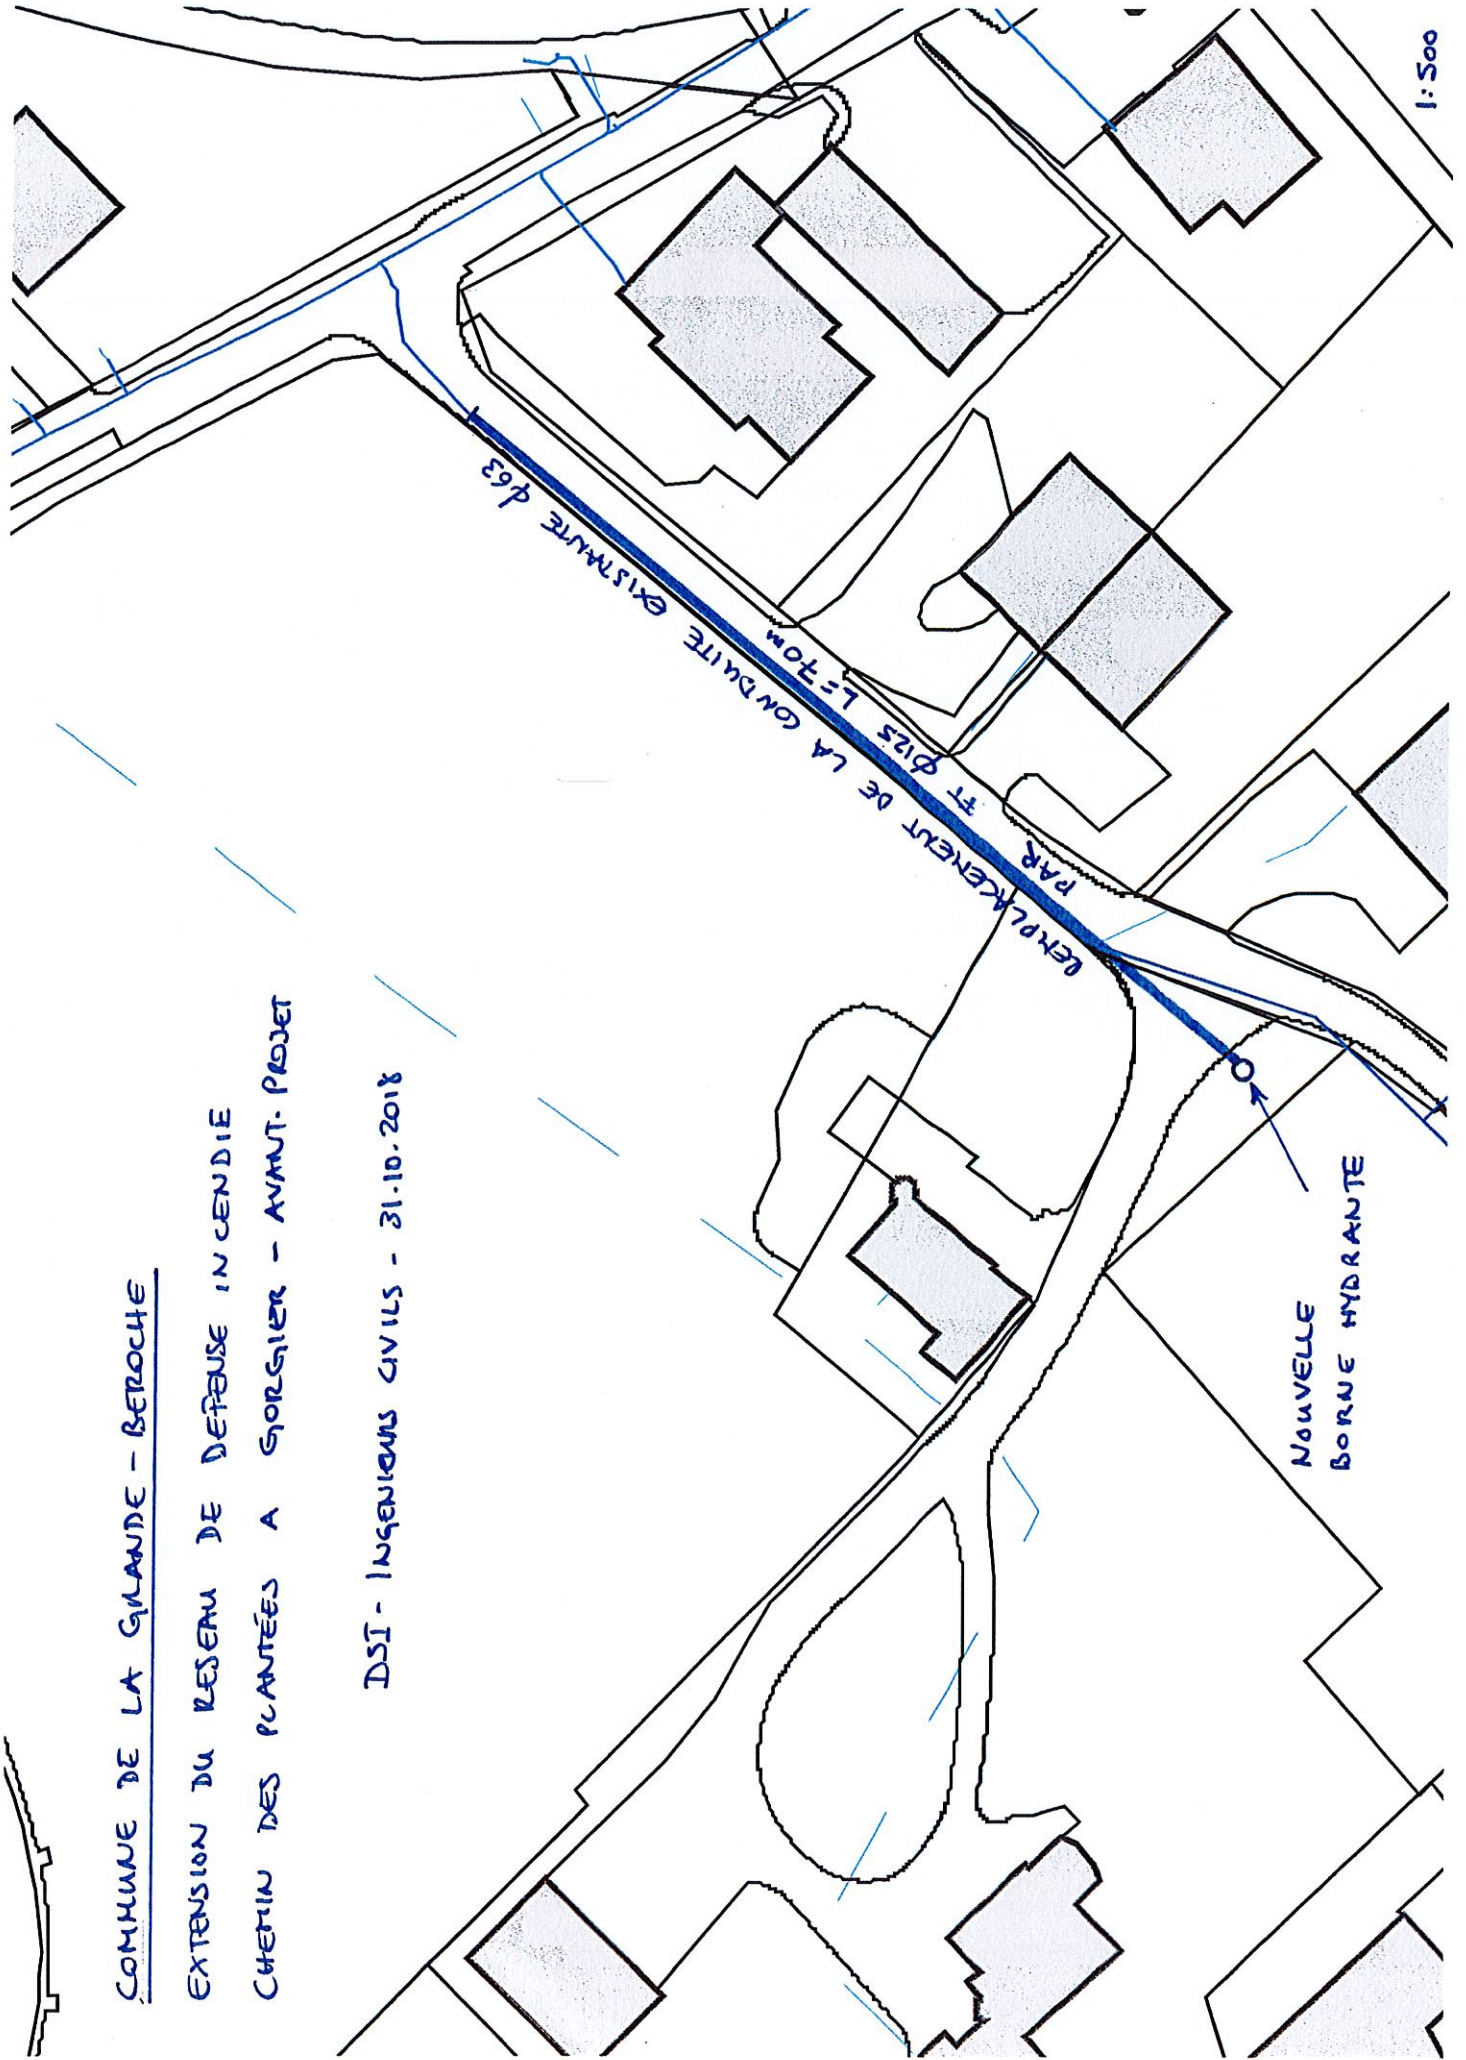 COMMUNE DE LA GRANDE - BEROCHE
EXTENSION DU RESEAU DE DEFENSE INCENDIE
CHEMIN DES PLANTÉES A GORGIER - AVANT-PROJET
DSI - INGENIEURS CIVILS - 31.10.2018
REMPLACEMENT DE LA CONDUITE EXISTANTE ϕ63
PAR FT Ø125 L=70m
NOUVELLE
BORNE HYDRANTE
1:500